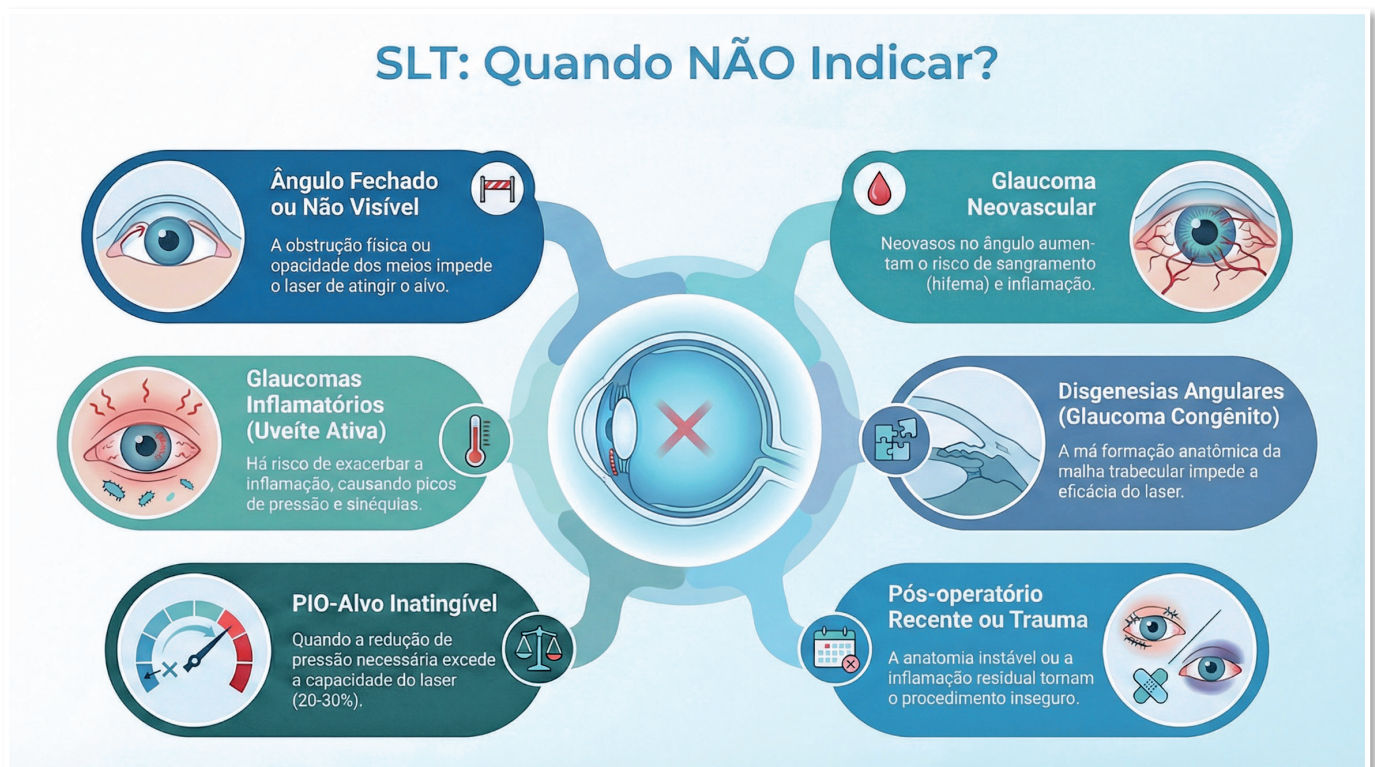 SLT: Quando NÃO Indicar?
Ângulo Fechado
ou Não Visível
A obstrução física ou
opacidade dos meios impede
o laser de atingir o alvo.
Glaucoma
Neovascular
Neovasos no ângulo aumen-
tam o risco de sangramento
(hifema) e inflamação.
Glaucomas
Inflamatórios
(Uveíte Ativa)
Há risco de exacerbar a
inflamação, causando picos
de pressão e sinéquias.
Disgenesias Angulares
(Glaucoma Congênito)
A má formação anatômica da
malha trabecular impede a
eficácia do laser.
PIO-Alvo Inatingível
Quando a redução de
pressão necessária excede
a capacidade do laser
(20-30%).
Pós-operatório
Recente ou Trauma
A anatomia instável ou a
inflamação residual tornam
o procedimento inseguro.